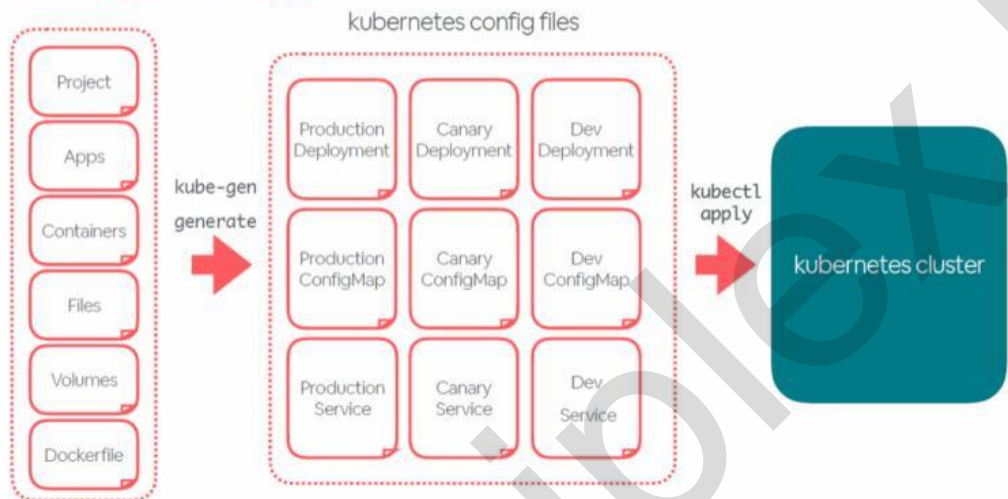 kubernetes config files
Project
Apps
Containers
Files
Volumes
Dockerfile
kube-gen
generate
Production
Deployment
Canary
Deployment
Dev
Deployment
Production
ConfigMap
Canary
ConfigMap
Dev
ConfigMap
Production
Service
Canary
Service
Dev
Service
kubectl
apply
kubernetes cluster